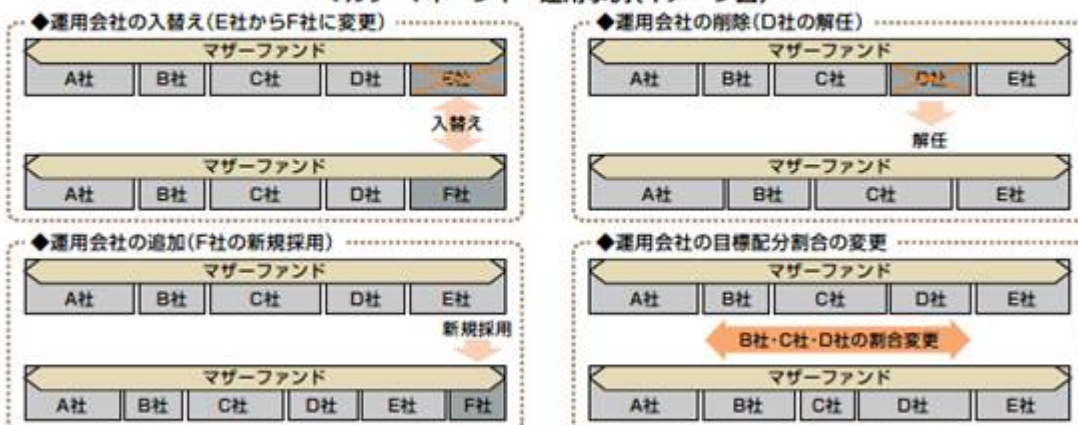 ◆運用会社の入替え(E社からF社に変更)
マザーファンド
A社 B社 C社 D社 E社
入替え
マザーファンド
A社 B社 C社 D社 F社
◆運用会社の削除(D社の解任)
マザーファンド
A社 B社 C社 D社 E社
解任
マザーファンド
A社 B社 C社 E社
◆運用会社の追加(F社の新規採用)
マザーファンド
A社 B社 C社 D社 E社
新規採用
マザーファンド
A社 B社 C社 D社 E社 F社
◆運用会社の目標配分割合の変更
マザーファンド
A社 B社 C社 D社 E社
B社・C社・D社の割合変更
マザーファンド
A社 B社 C社 D社 E社